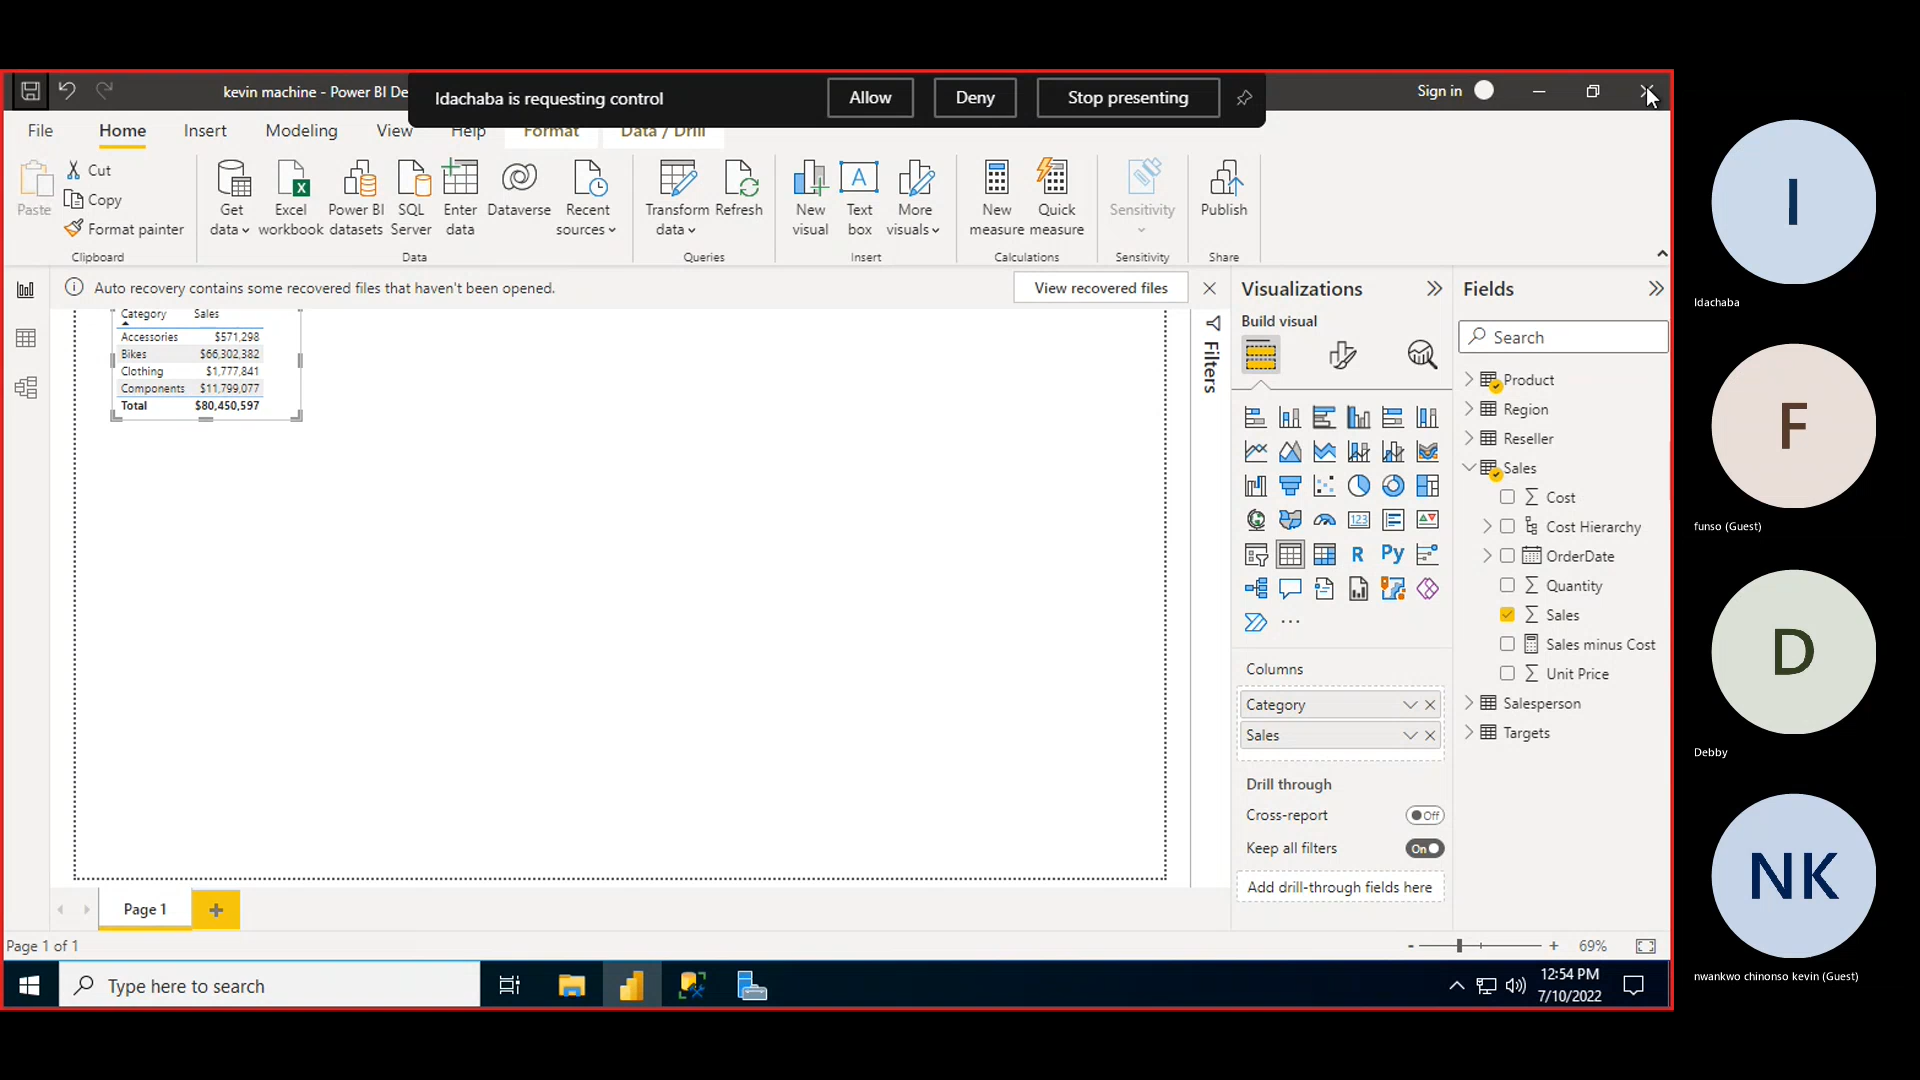 kevin machine - Power BI De
Idachaba is requesting control
Allow
Deny
Stop presenting
Sign in
File
Home
Insert
Modeling
View
Help
Format
Data / Drill
Paste
Cut
Copy
Format painter
Clipboard
Get data
Excel workbook
Power BI datasets
SQL Server
Enter data
Dataverse
Recent sources
Data
Transform data
Refresh
Queries
New visual
Text box
More visuals
Insert
New measure
Quick measure
Calculations
Sensitivity
Sensitivity
Publish
Share
Auto recovery contains some recovered files that haven't been opened.
View recovered files
Category Sales
Accessories $571,298
Bikes $66,302,382
Clothing $1,777,841
Components $11,799,077
Total $80,450,597
Filters
Visualizations
Build visual
123
R
Py
Columns
Category
Sales
Drill through
Cross-report Off
Keep all filters On
Add drill-through fields here
Fields
Search
Product
Region
Reseller
Sales
Cost
Cost Hierarchy
OrderDate
Quantity
Sales
Sales minus Cost
Unit Price
Salesperson
Targets
Page 1
Page 1 of 1
69%
Type here to search
12:54 PM
7/10/2022
I
Idachaba
F
funso (Guest)
D
Debby
NK
nwankwo chinonso kevin (Guest)